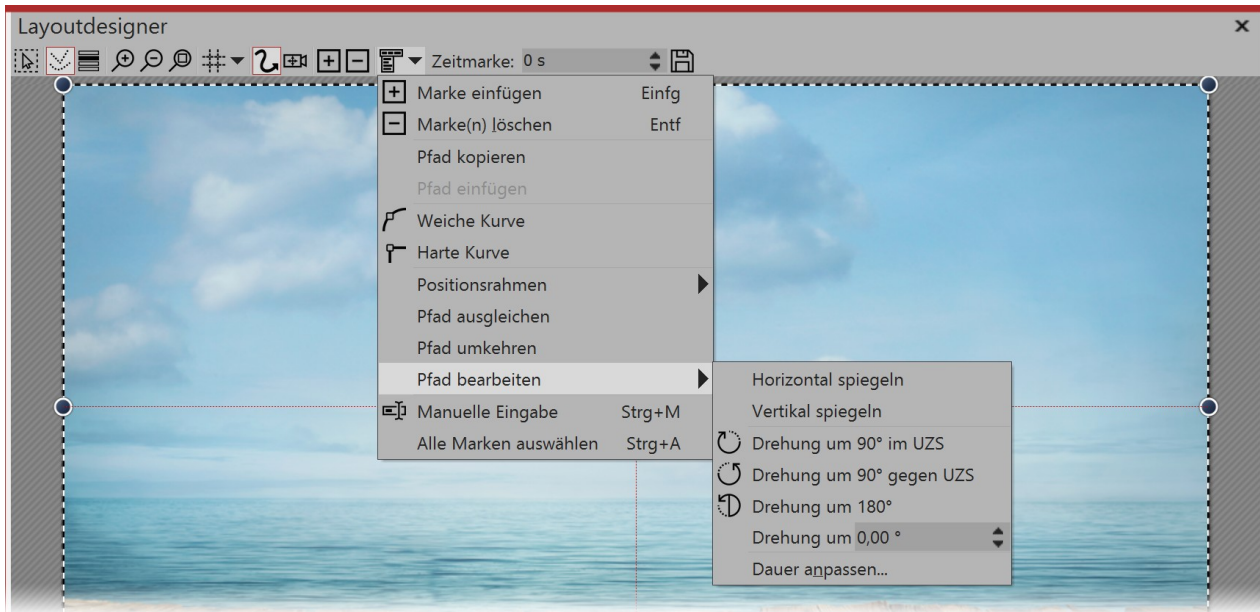 Layoutdesigner
Zeitmarke: 0 s
Marke einfügen Einfg
Marke(n) löschen Entf
Pfad kopieren
Pfad einfügen
Weiche Kurve
Harte Kurve
Positionsrahmen
Pfad ausgleichen
Pfad umkehren
Pfad bearbeiten
Manuelle Eingabe Strg+M
Alle Marken auswählen Strg+A
Horizontal spiegeln
Vertikal spiegeln
Drehung um 90° im UZS
Drehung um 90° gegen UZS
Drehung um 180°
Drehung um 0,00 °
Dauer anpassen...